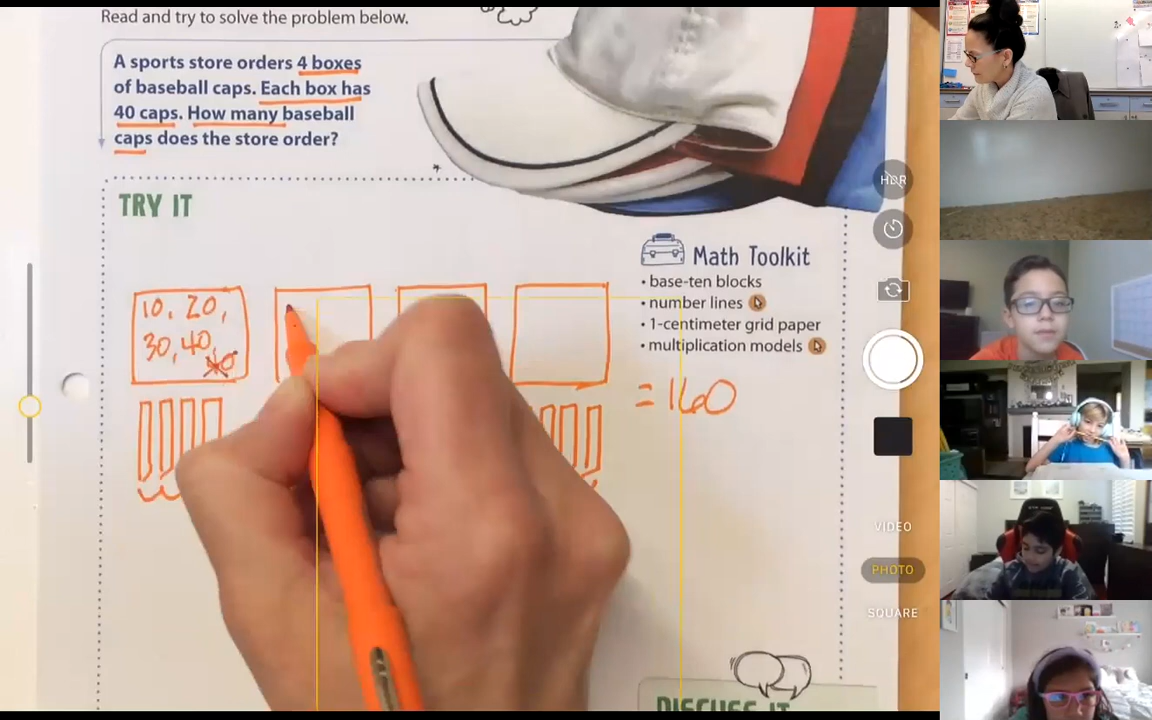 Read and try to solve the problem below.
A sports store orders 4 boxes
of baseball caps. Each box has
40 caps. How many baseball
caps does the store order?
TRY IT
Math Toolkit
• base-ten blocks
• number lines
• 1-centimeter grid paper
• multiplication models
10, 20,
30, 40,
= 160
DISCUSS IT
HDR
VIDEO
PHOTO
SQUARE